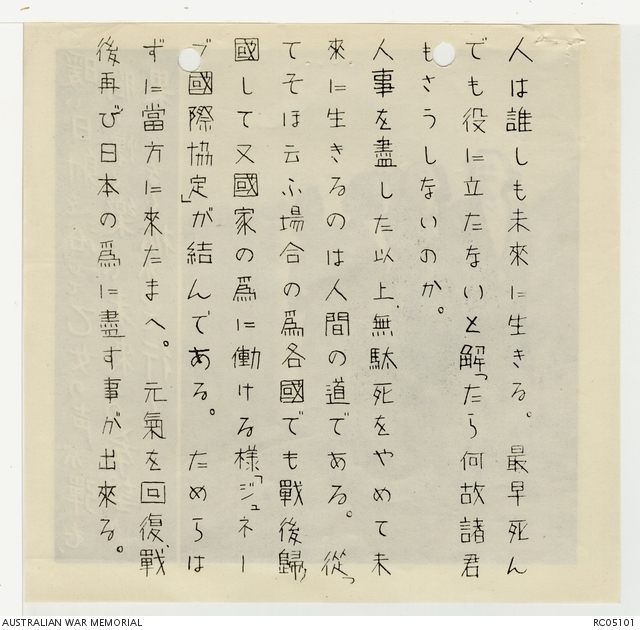 人は誰しも未來に生きる。 最早死ん
でも役に立たないと解ったら何故諸君
もさうしないのか。
人事を盡した以上、無駄死をやめて未
來に生きるのは人間の道である。 從っ
てそほ云ふ場合の爲各國でも戰後歸
國して又國家の爲に働ける様「ジュネー
ブ國際協定」が結んである。 ためらは
ずに當方に來たまへ。 元氣を回復、戰
後再び日本の爲に盡す事が出來る。
AUSTRALIAN WAR MEMORIAL
RC05101